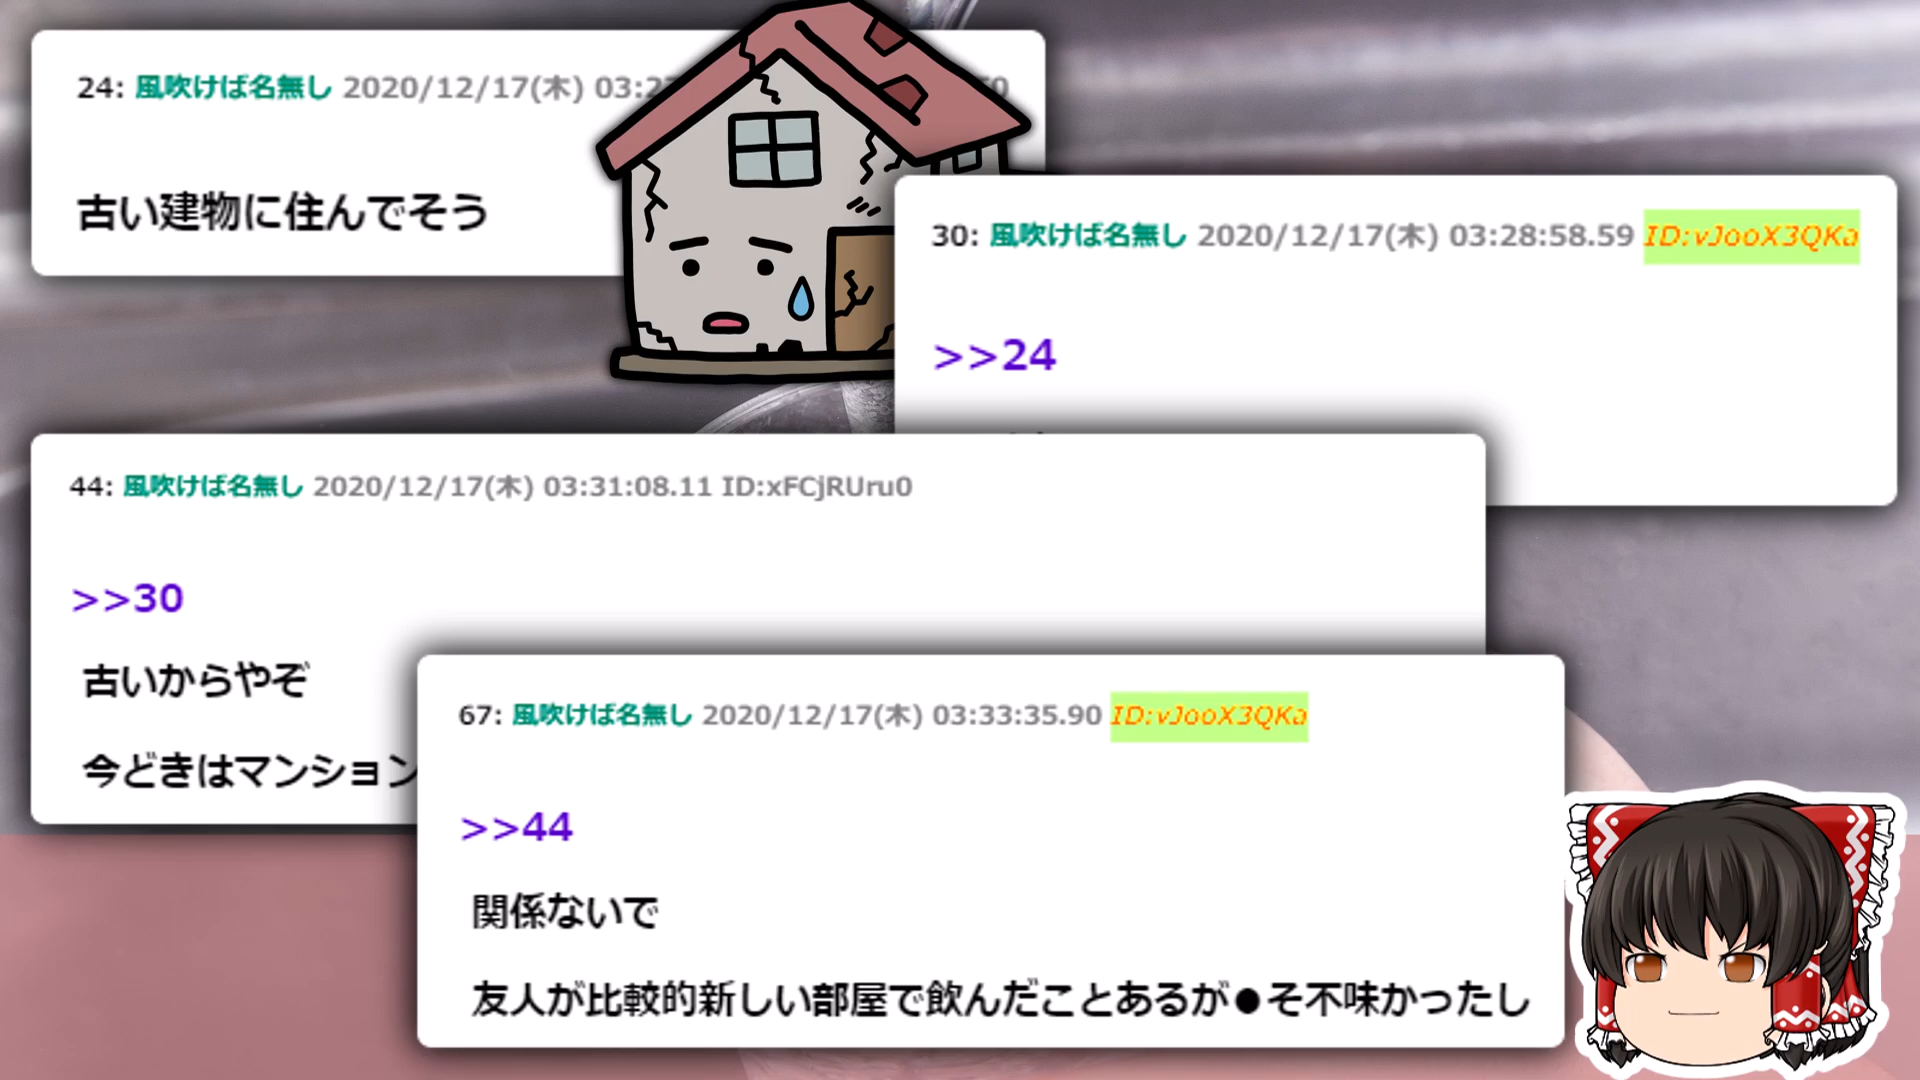 24: 風吹けば名無し 2020/12/17(木) 03:2
古い建物に住んでそう
30: 風吹けば名無し 2020/12/17(木) 03:28:58.59 ID:vJooX3QKa
>>24
44: 風吹けば名無し 2020/12/17(木) 03:31:08.11 ID:xFCjRUru0
>>30
古いからやぞ
今どきはマンション
67: 風吹けば名無し 2020/12/17(木) 03:33:35.90 ID:vJooX3QKa
>>44
関係ないで
友人が比較的新しい部屋で飲んだことあるが●そ不味かったし